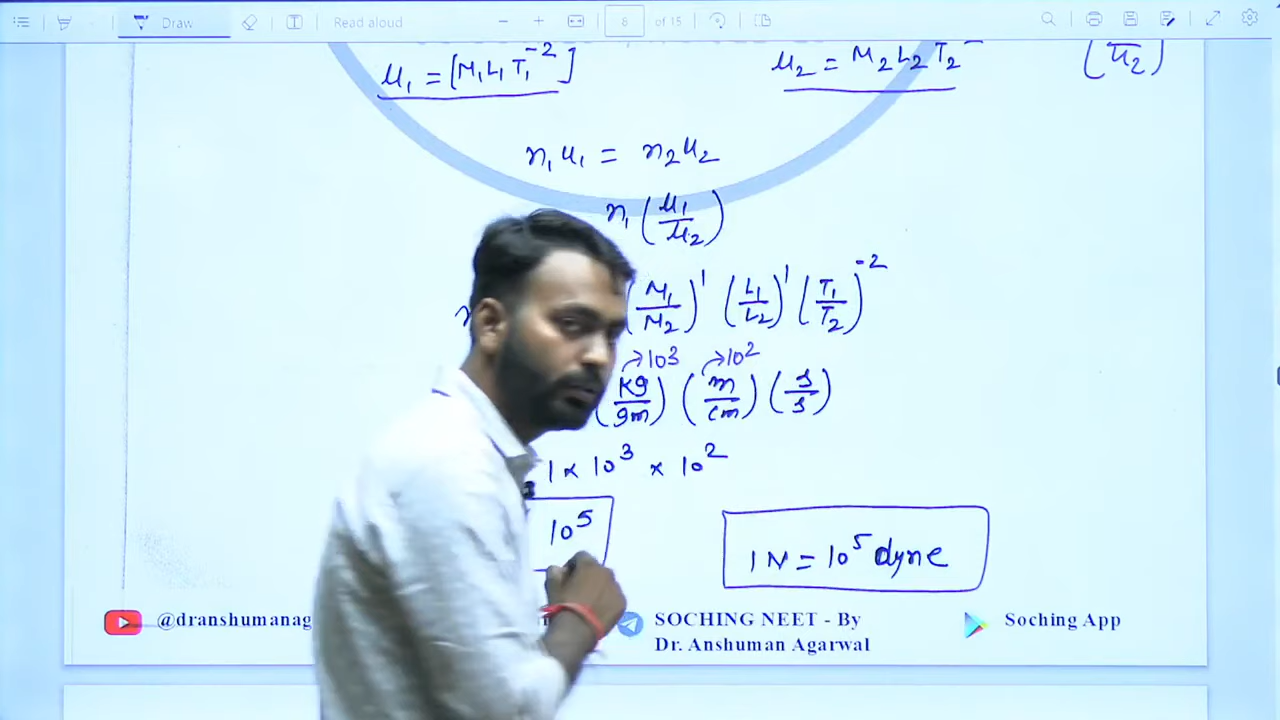 Draw
Read aloud
8 of 15
u₁ = [M₁L₁T₁⁻²]
u₂ = M₂L₂T₂⁻
(u₂)
n₁u₁ = n₂u₂
n₁(u₁/u₂)
(M₁/M₂)¹ (L₁/L₂)¹ (T₁/T₂)⁻²
→10³ →10²
(kg/gm) (m/cm) (s/s)
1 × 10³ × 10²
10⁵
1N = 10⁵ dyne
@dranshumanag
SOCHING NEET - By
Dr. Anshuman Agarwal
Soching App